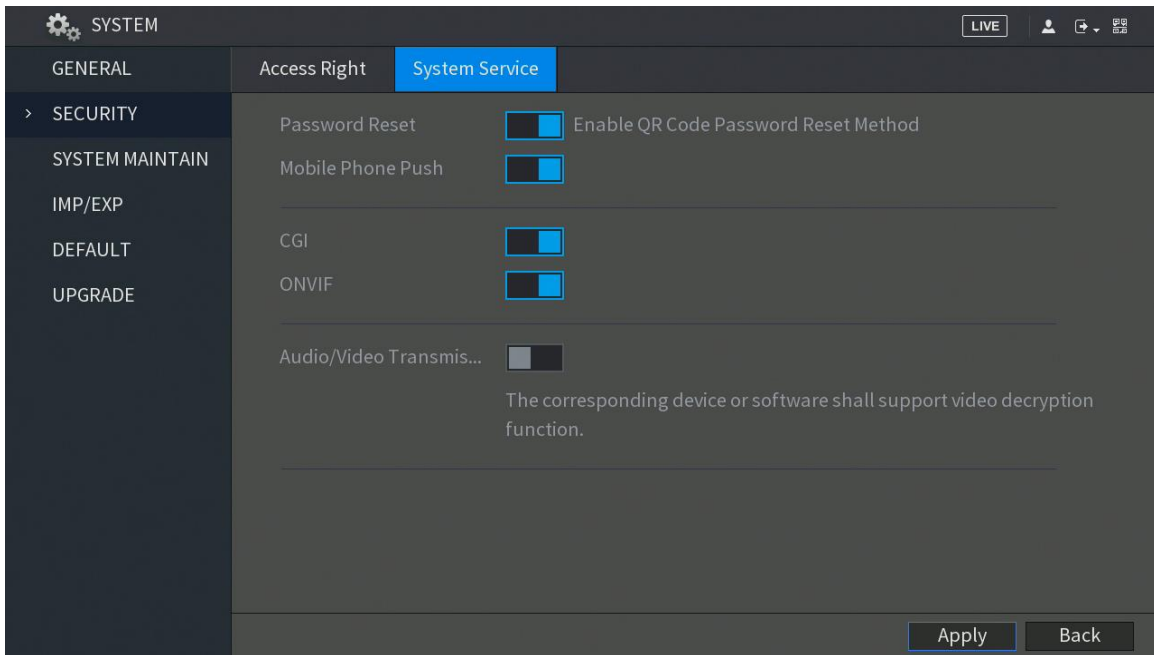 SYSTEM
LIVE
GENERAL
Access Right
System Service
> SECURITY
Password Reset
Enable QR Code Password Reset Method
SYSTEM MAINTAIN
Mobile Phone Push
IMP/EXP
CGI
DEFAULT
ONVIF
UPGRADE
Audio/Video Transmis...
The corresponding device or software shall support video decryption
function.
Apply
Back